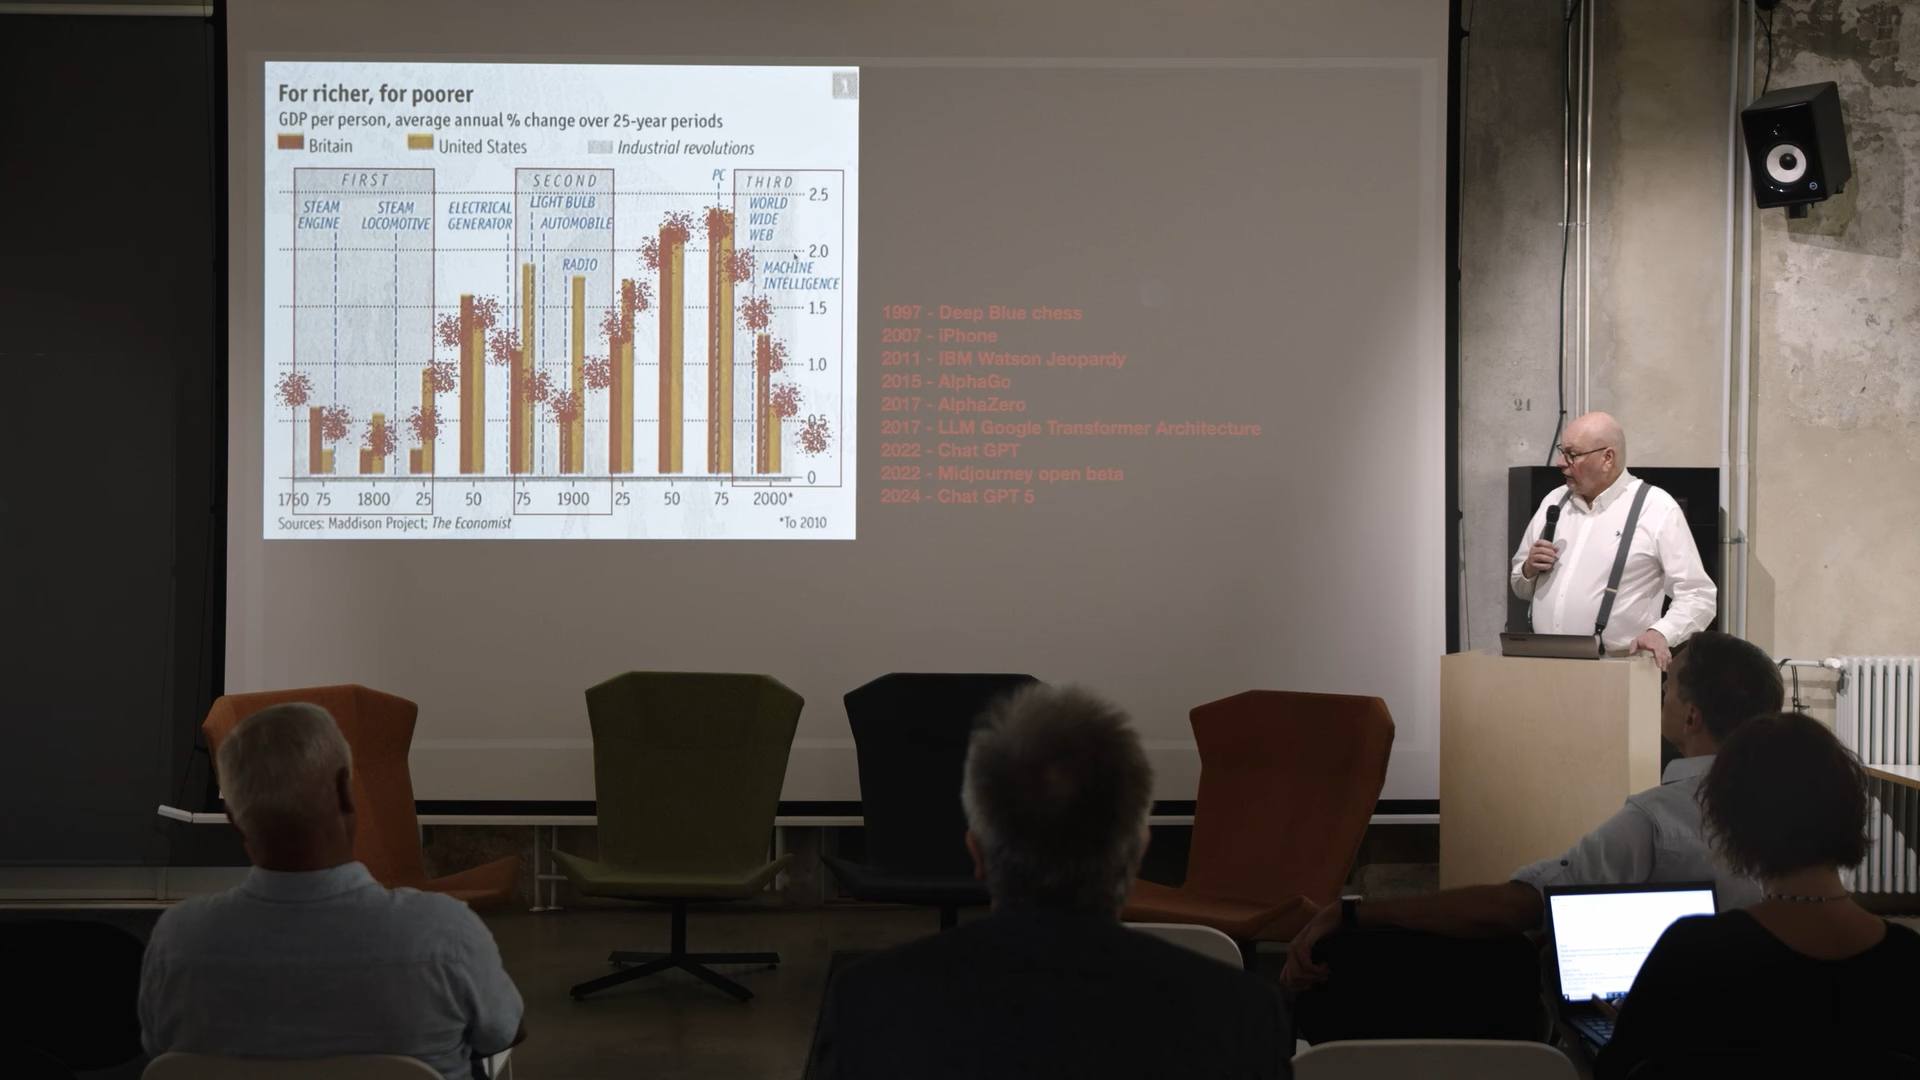 For richer, for poorer
1
GDP per person, average annual % change over 25-year periods
Britain United States Industrial revolutions
FIRST
SECOND
PC
THIRD
STEAM ENGINE
STEAM LOCOMOTIVE
ELECTRICAL GENERATOR
LIGHT BULB
AUTOMOBILE
RADIO
WORLD WIDE WEB
MACHINE INTELLIGENCE
2.5
2.0
1.5
1.0
0.5
0
1760 75 1800 25 50 75 1900 25 50 75 2000*
Sources: Maddison Project; The Economist
*To 2010
1997 - Deep Blue chess
2007 - iPhone
2011 - IBM Watson Jeopardy
2015 - AlphaGo
2017 - AlphaZero
2017 - LLM Google Transformer Architecture
2022 - Chat GPT
2022 - Midjourney open beta
2024 - Chat GPT 5
21